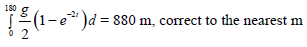 ∫₀¹⁸⁰ g/2 (1 - e⁻²ᵗ)d = 880 m, correct to the nearest m